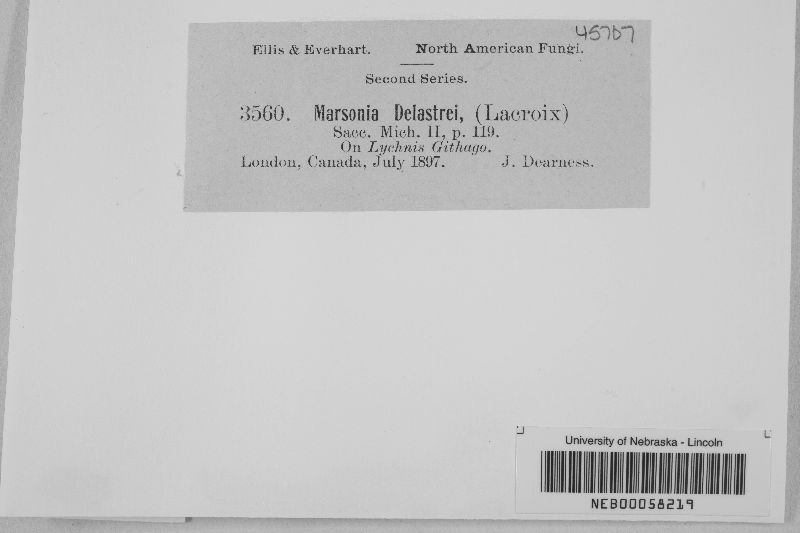 45767
Ellis & Everhart. North American Fungi.
Second Series.
3560. Marsonia Delastrei, (Lacroix)
Sacc. Mich. II, p. 119.
On Lychnis Githago.
London, Canada, July 1897. J. Dearness.
University of Nebraska - Lincoln
NEB00058219